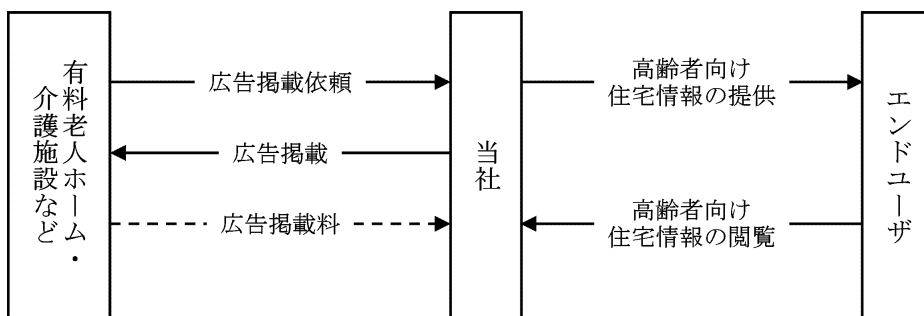 有料老人ホーム・
介護施設など
広告掲載依頼
広告掲載
広告掲載料
当社
高齢者向け
住宅情報の提供
高齢者向け
住宅情報の閲覧
エンドユーザ